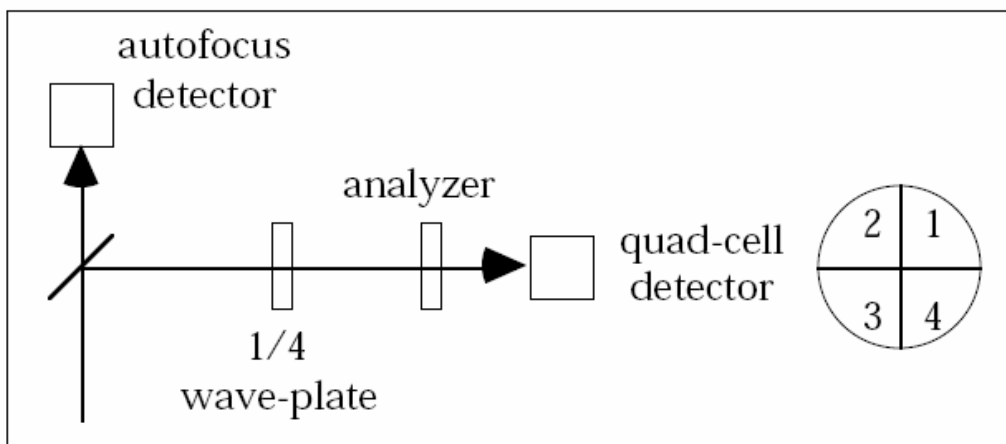 autofocus
detector
analyzer
quad-cell
detector
2 1
3 4
1/4
wave-plate